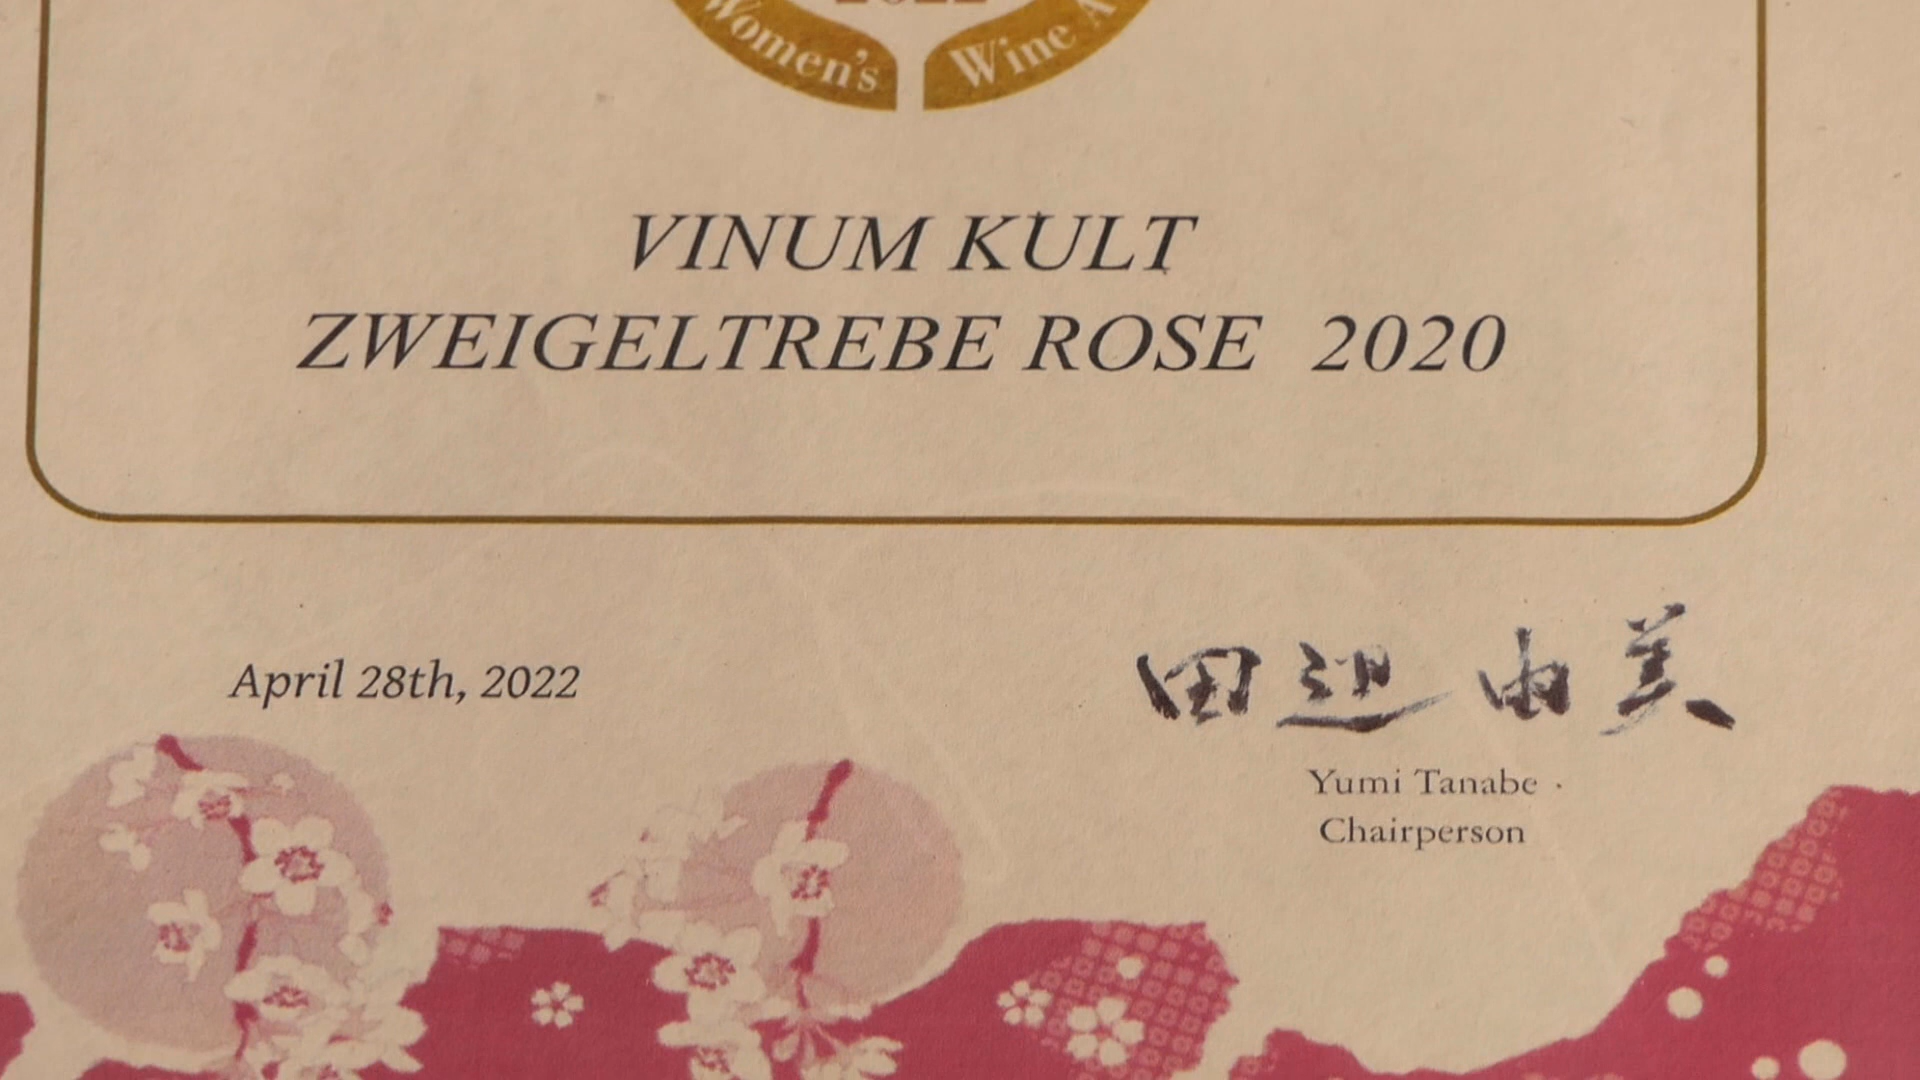 Women's Wine A
VINUM KULT
ZWEIGELTREBE ROSE 2020
April 28th, 2022
田辺 由美
Yumi Tanabe
Chairperson